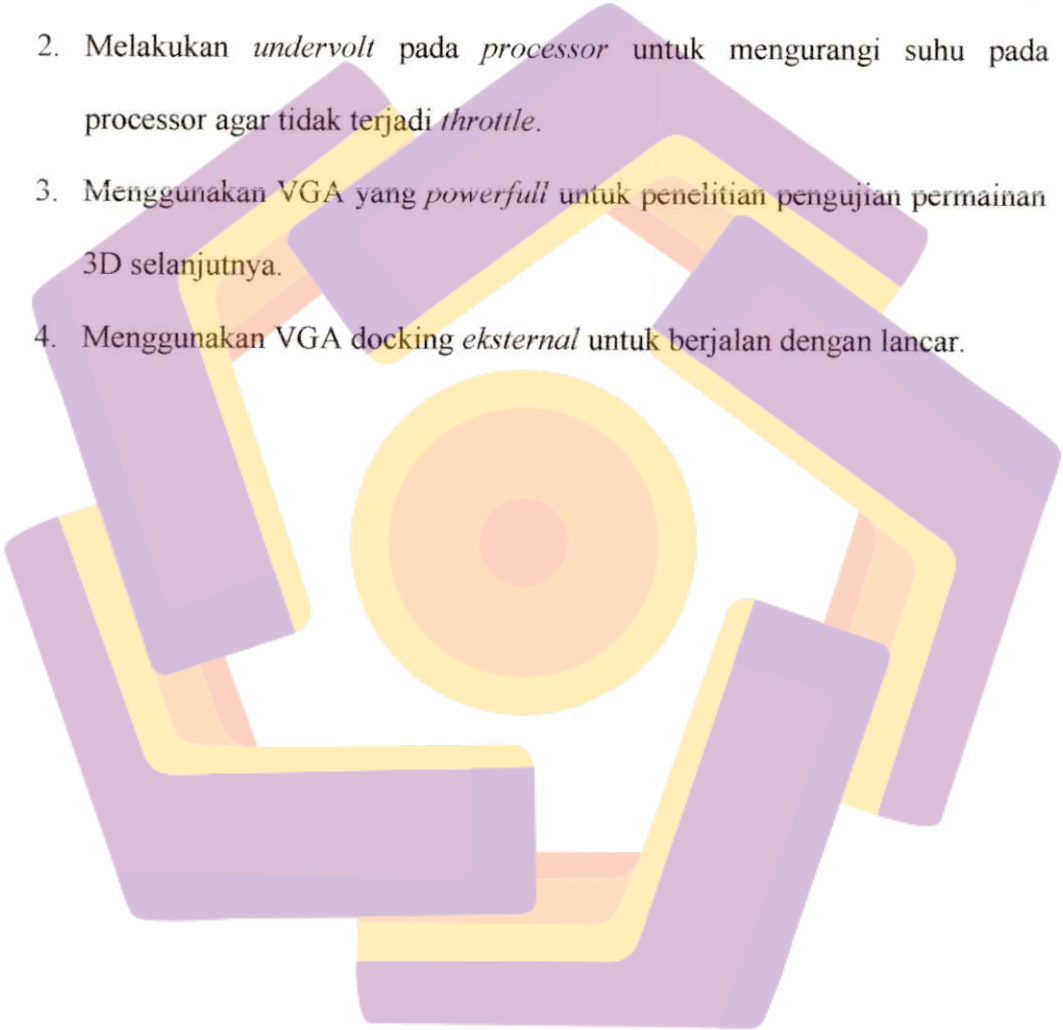 2. Melakukan undervolt pada processor untuk mengurangi suhu pada
processor agar tidak terjadi throttle.
3. Menggunakan VGA yang powerfull untuk penelitian pengujian permainan
3D selanjutnya.
4. Menggunakan VGA docking eksternal untuk berjalan dengan lancar.